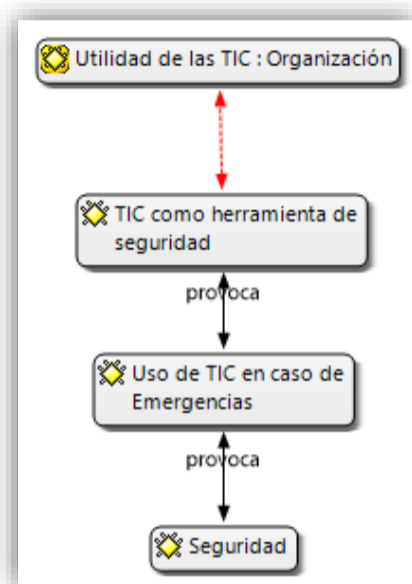 Utilidad de las TIC : Organización
TIC como herramienta de
seguridad
provoca
Uso de TIC en caso de
Emergencias
provoca
Seguridad